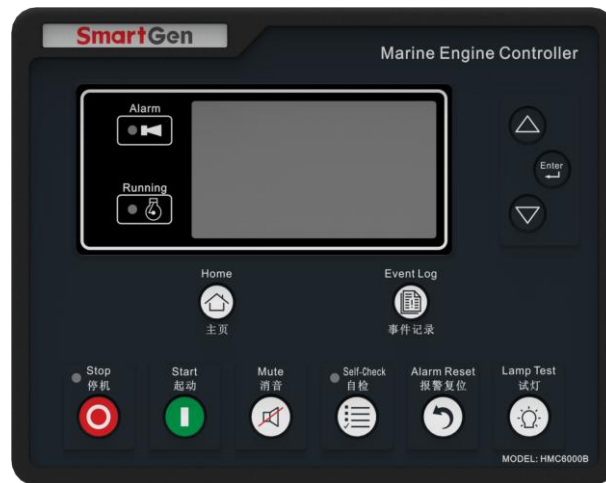 SmartGen
Marine Engine Controller
Alarm
Running
Enter
Home
主页
Event Log
事件记录
Stop
停机
Start
起动
Mute
消音
Self-Check
自检
Alarm Reset
报警复位
Lamp Test
试灯
MODEL: HMC6000B